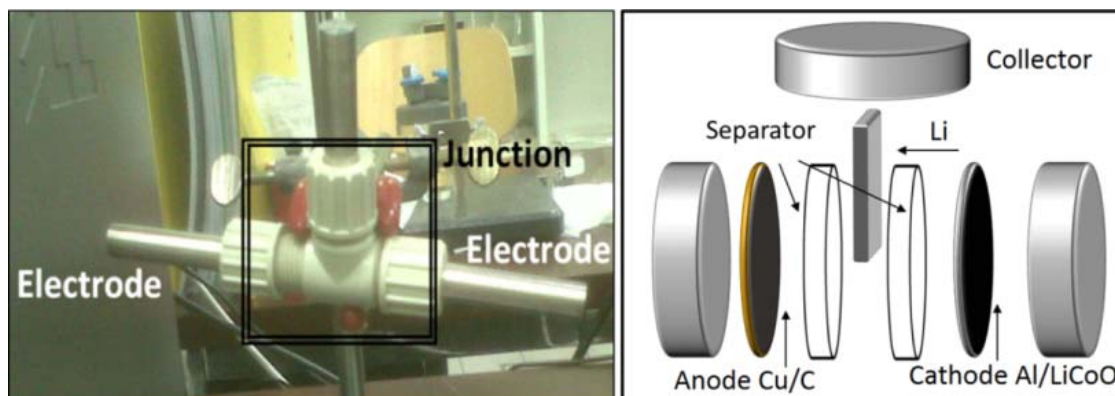 Junction
Electrode
Electrode
Collector
Separator
Li
Anode Cu/C
Cathode Al/LiCoO